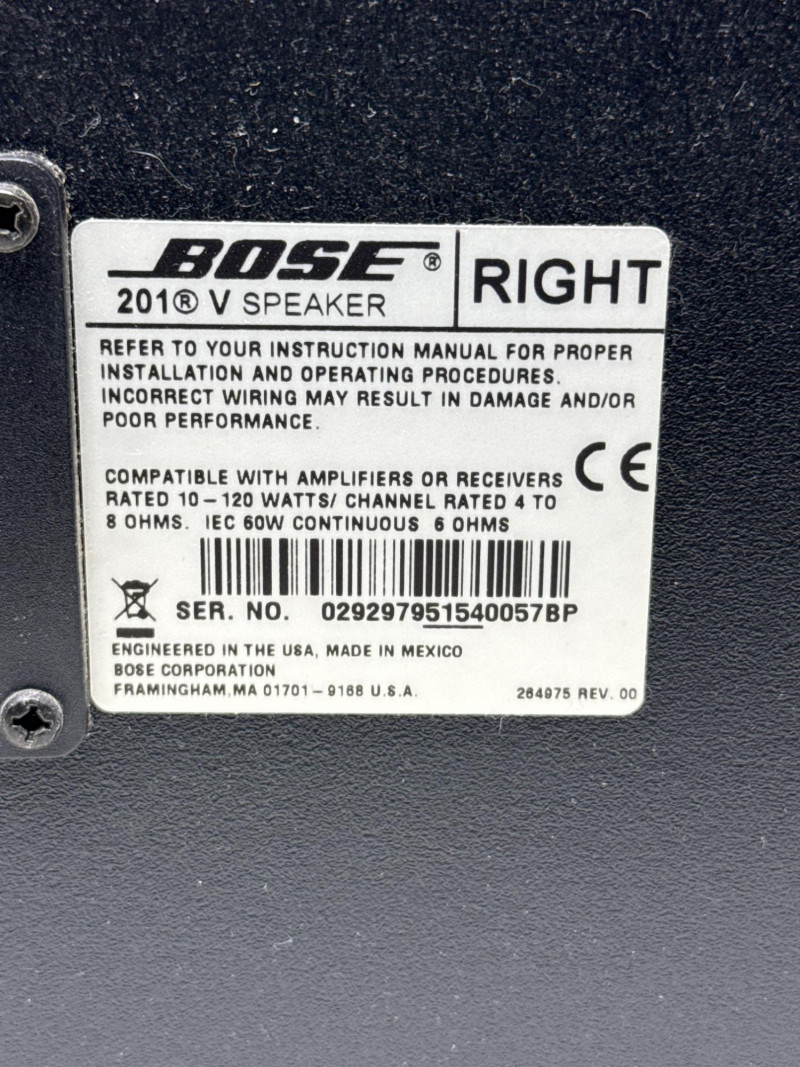 BOSE®
201® V SPEAKER
RIGHT
REFER TO YOUR INSTRUCTION MANUAL FOR PROPER
INSTALLATION AND OPERATING PROCEDURES.
INCORRECT WIRING MAY RESULT IN DAMAGE AND/OR
POOR PERFORMANCE.
CE
COMPATIBLE WITH AMPLIFIERS OR RECEIVERS
RATED 10-120 WATTS/ CHANNEL RATED 4 TO
8 OHMS. IEC 60W CONTINUOUS 6 OHMS
SER. NO. 029297951540057BP
ENGINEERED IN THE USA, MADE IN MEXICO
BOSE CORPORATION
FRAMINGHAM,MA 01701-9168 U.S.A.
264975 REV. 00